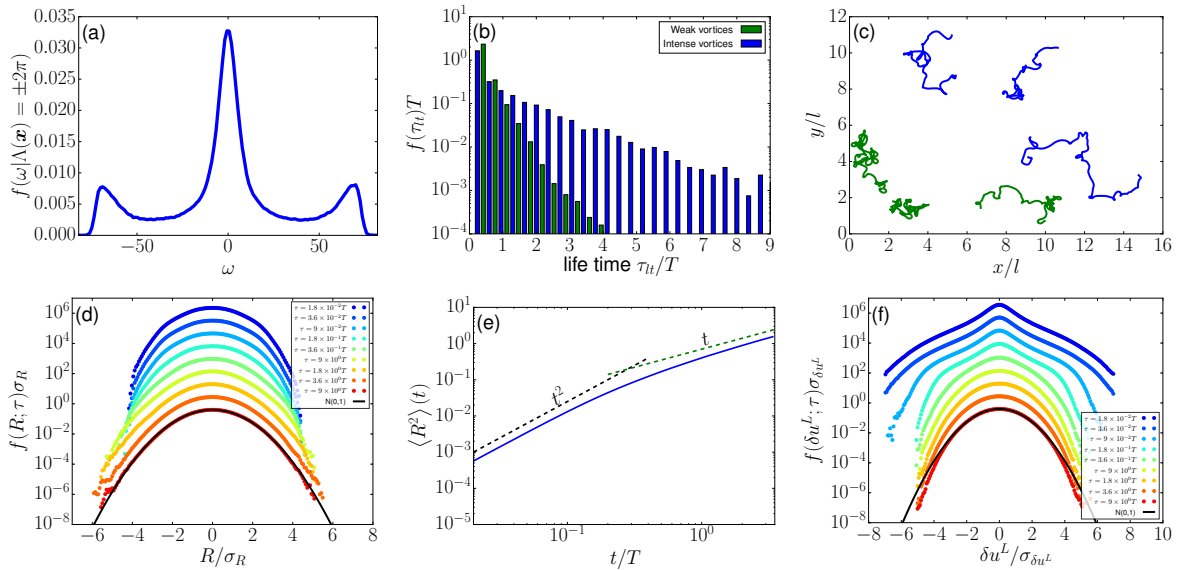 (a)
f(ω|Λ(x) = ±2π)
0.035
0.030
0.025
0.020
0.015
0.010
0.005
0.000
−50 0 50
ω
(b)
Weak vortices
Intense vortices
f(τ_lt)T
10^2
10^1
10^0
10^-1
10^-2
10^-3
10^-4
0 1 2 3 4 5 6 7 8 9
life time τ_lt/T
(c)
y/l
12
10
8
6
4
2
0
0 2 4 6 8 10 12 14 16
x/l
(d)
f(R; τ)σ_R
10^6
10^4
10^2
10^0
10^-2
10^-4
10^-6
10^-8
τ = 1.8×10^-2T
τ = 3.6×10^-2T
τ = 9×10^-2T
τ = 1.8×10^-1T
τ = 3.6×10^-1T
τ = 9×10^0T
τ = 1.8×10^0T
τ = 3.6×10^0T
τ = 9×10^0T
N(0,1)
−6 −4 −2 0 2 4 6 8
R/σ_R
(e)
⟨R^2⟩(t)
10^1
10^0
10^-1
10^-2
10^-3
10^-4
10^-5
t^2
t
10^-1 10^0
t/T
(f)
f(δu^L; τ)σ_δu^L
10^6
10^4
10^2
10^0
10^-2
10^-4
10^-6
10^-8
τ = 1.8×10^-2T
τ = 3.6×10^-2T
τ = 9×10^-2T
τ = 1.8×10^-1T
τ = 3.6×10^-1T
τ = 9×10^0T
τ = 1.8×10^0T
τ = 3.6×10^0T
τ = 9×10^0T
N(0,1)
−8 −6 −4 −2 0 2 4 6 8 10
δu^L/σ_δu^L